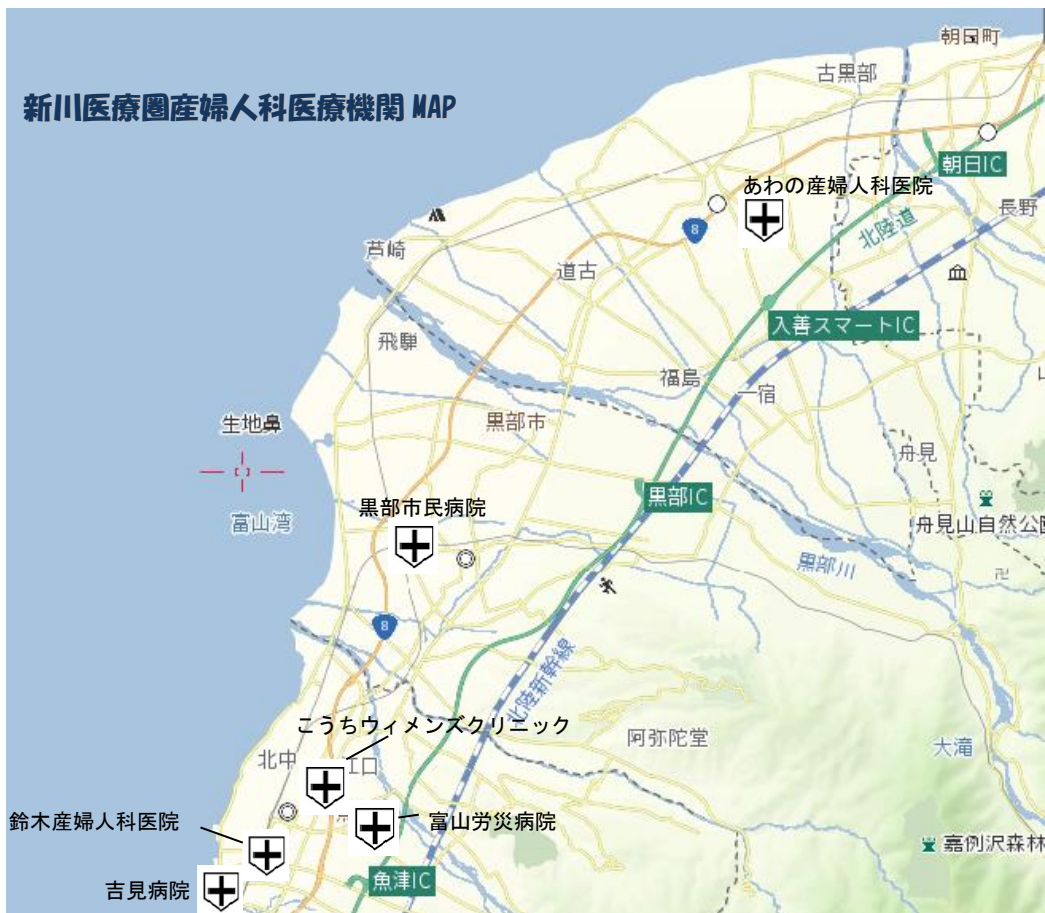 朝日町
古黒部
新川医療圏産婦人科医療機関 MAP
朝日IC
あわの産婦人科医院
長野
北陸道
8
芦崎
道古
入善スマートIC
飛騨
福島
一宿
生地鼻
黒部市
舟見
黒部IC
黒部市民病院
富山湾
舟見山自然公園
黒部川
8
北陸新幹線
こうちウィメンズクリニック
阿弥陀堂
大滝
北中
江口
鈴木産婦人科医院
富山労災病院
嘉例沢森林
吉見病院
魚津IC